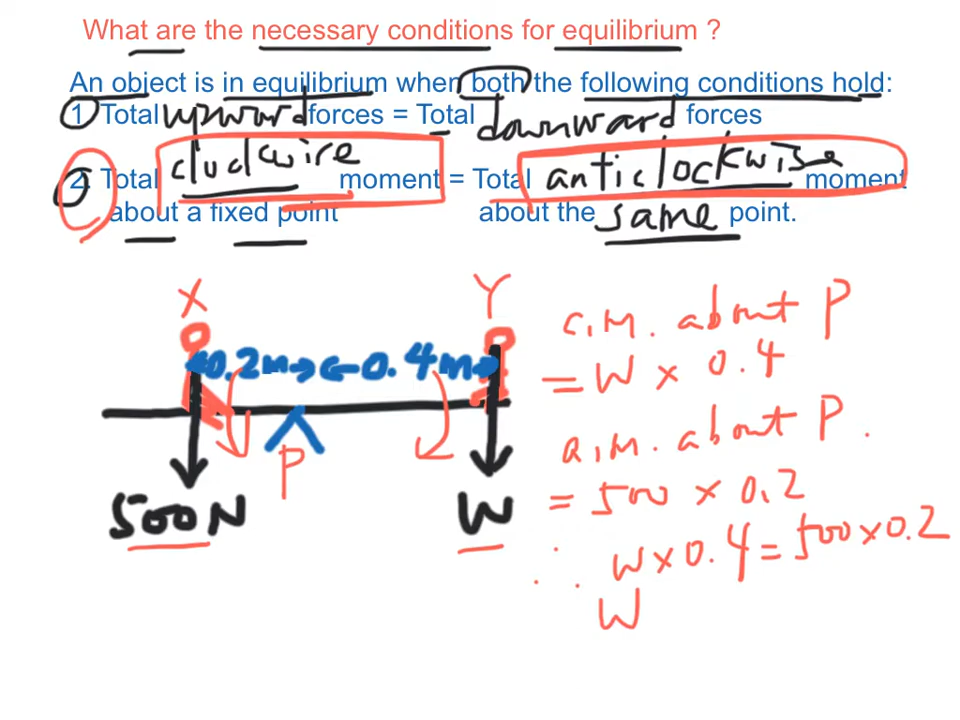 What are the necessary conditions for equilibrium ?
An object is in equilibrium when both the following conditions hold:
1. Total upward forces = Total downward forces
2. Total clockwise moment = Total anticlockwise moment
about a fixed point about the same point.
X Y
0.2m 0.4m
P
500N W
C.M. about P
= W x 0.4
a.M. about P.
= 500 x 0.2
∴ W x 0.4 = 500 x 0.2
W